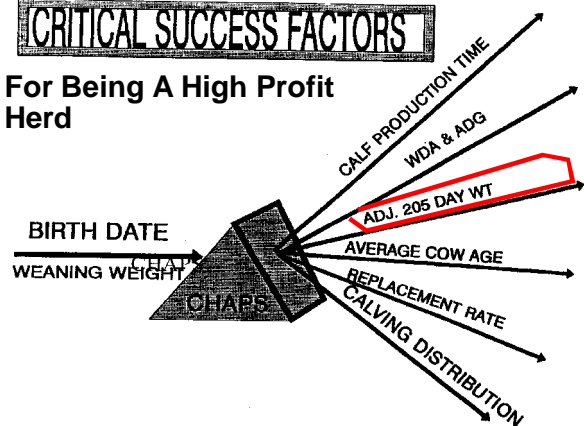 CRITICAL SUCCESS FACTORS
For Being A High Profit
Herd
CALF PRODUCTION TIME
WDA & ADG
ADJ. 205 DAY WT
BIRTH DATE
AVERAGE COW AGE
WEANING WEIGHT
CHAP
REPLACEMENT RATE
CHAPS
CALVING DISTRIBUTION